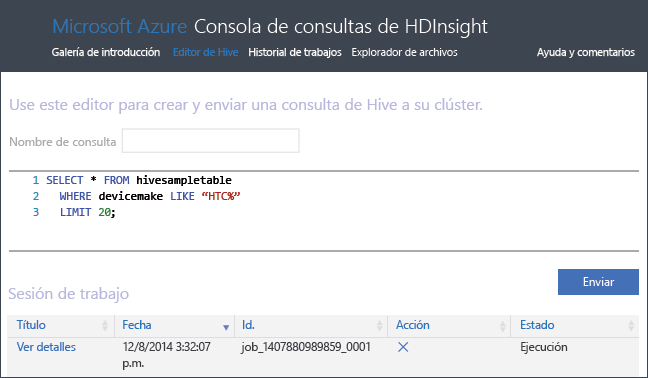 Microsoft Azure Consola de consultas de HDInsight
Galería de introducción Editor de Hive Historial de trabajos Explorador de archivos Ayuda y comentarios
Use este editor para crear y enviar una consulta de Hive a su clúster.
Nombre de consulta
1 SELECT * FROM hivesampletable
2 WHERE devicemake LIKE “HTC%”
3 LIMIT 20;
Enviar
Sesión de trabajo
Título Fecha Id. Acción Estado
Ver detalles 12/8/2014 3:32:07 job_1407880989859_0001 Ejecución
p.m.